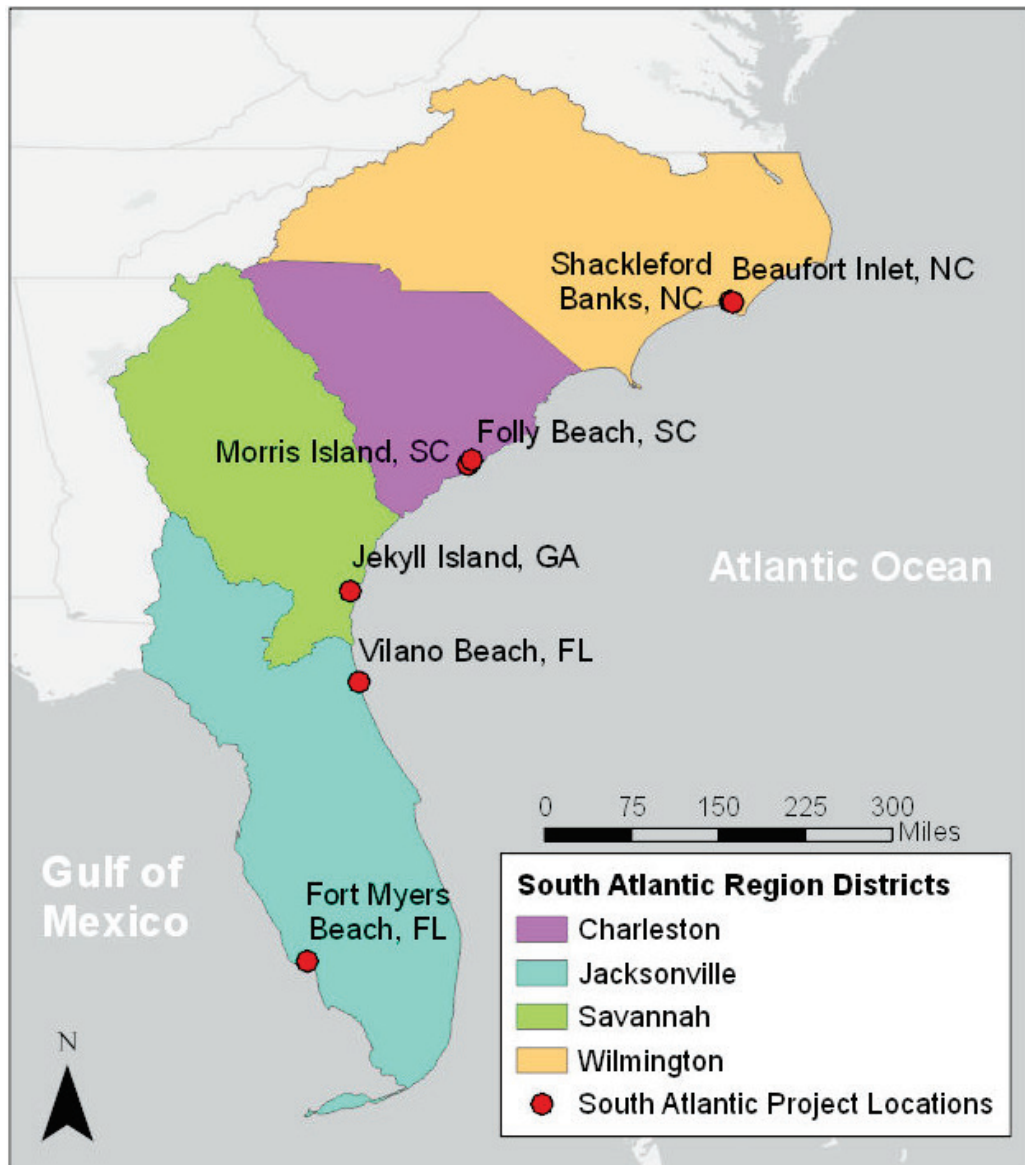 Shackleford
Banks, NC
Beaufort Inlet, NC
Folly Beach, SC
Morris Island, SC
Jekyll Island, GA
Atlantic Ocean
Vilano Beach, FL
0 75 150 225 300
Miles
Gulf of
Mexico
Fort Myers
Beach, FL
South Atlantic Region Districts
Charleston
Jacksonville
Savannah
Wilmington
South Atlantic Project Locations
N